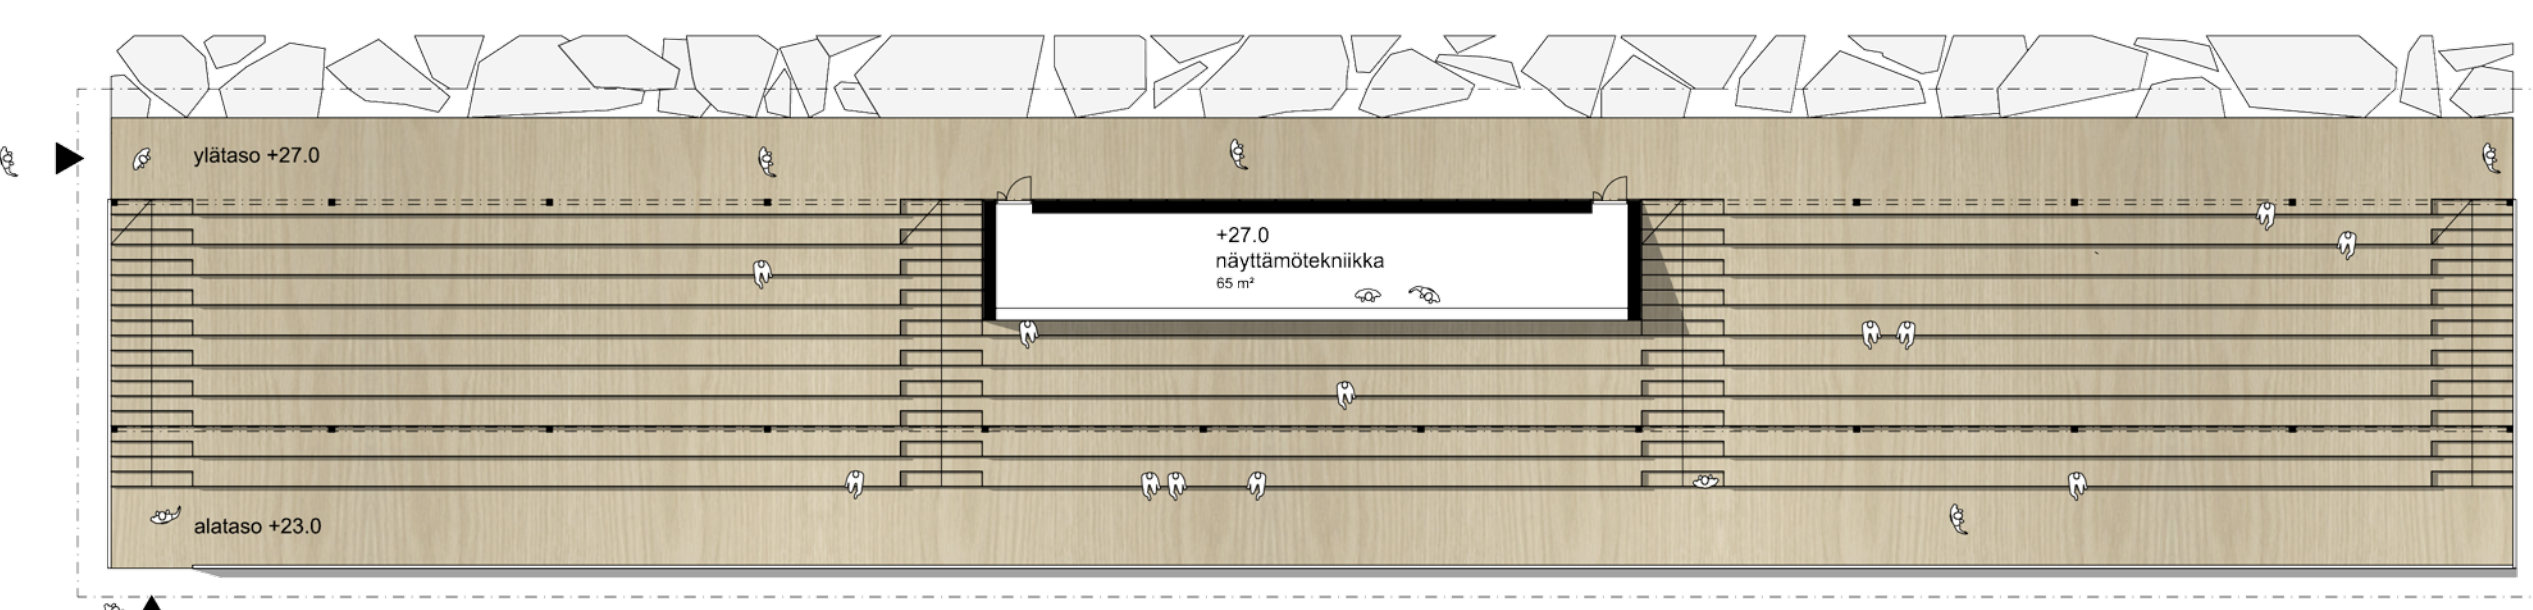 ylätaso +27.0
+27.0
näyttämötekniikka
65 m²
alataso +23.0